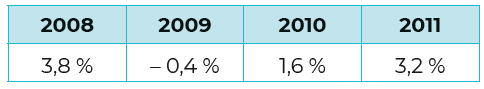 2008 2009 2010 2011
3,8 % – 0,4 % 1,6 % 3,2 %